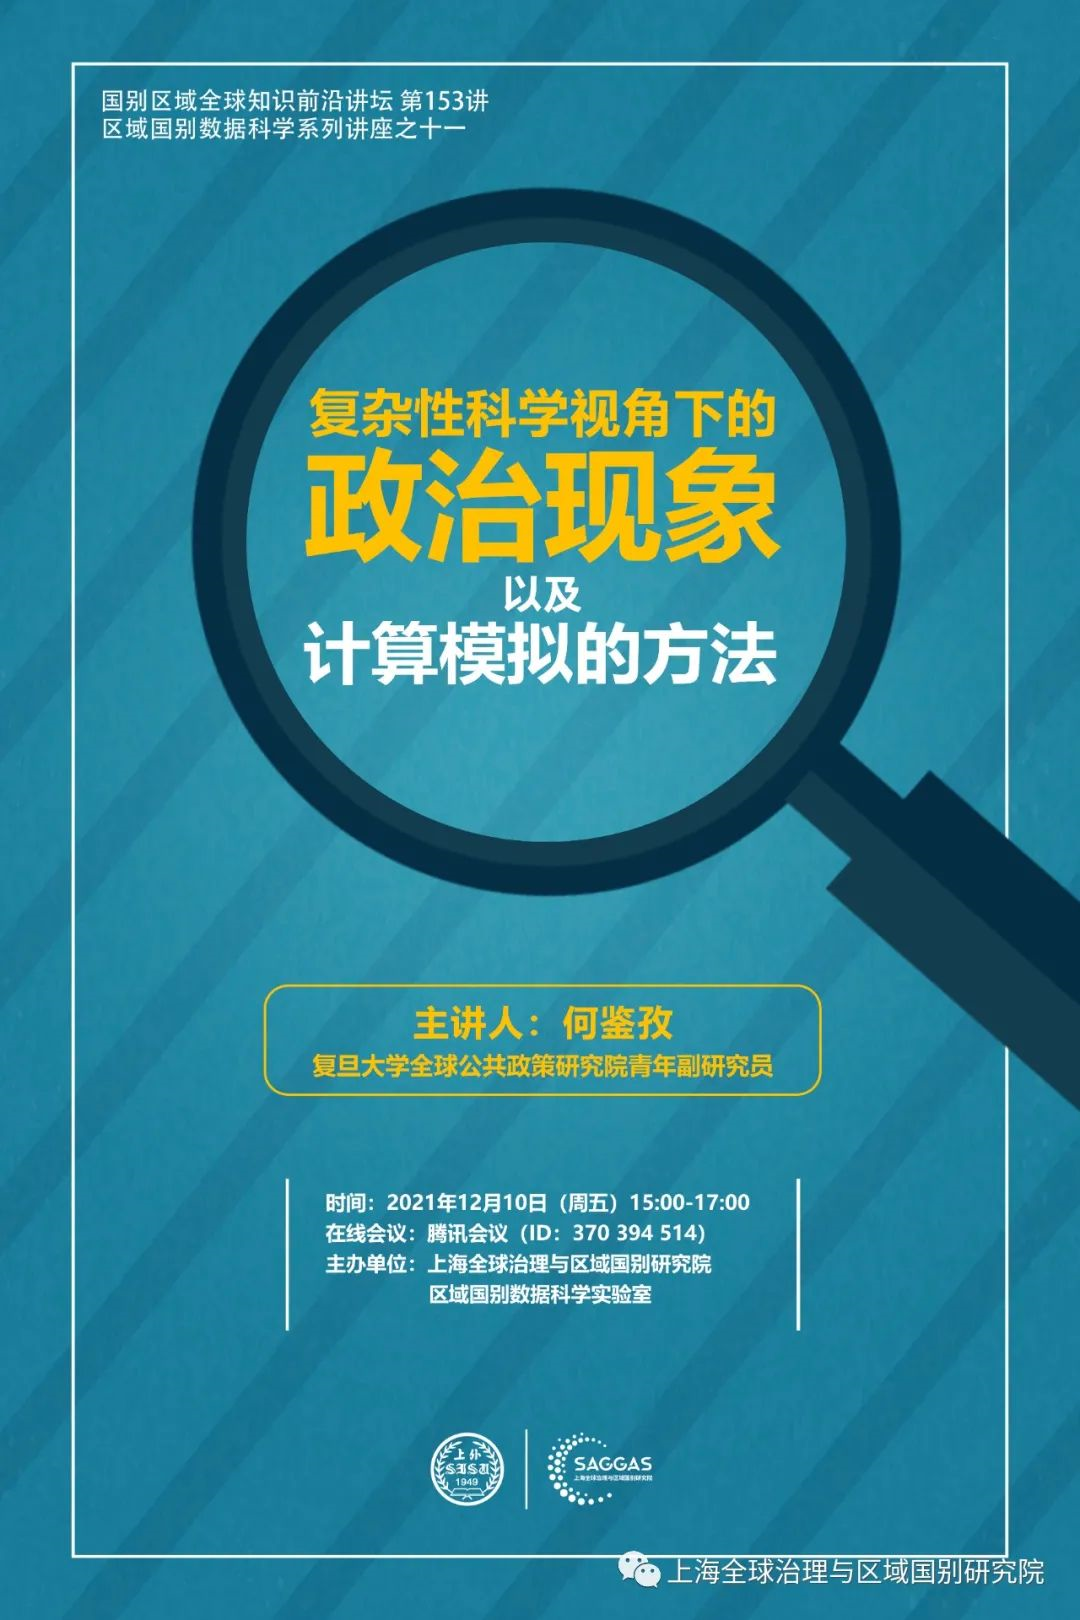 国别区域全球知识前沿讲坛 第153讲
区域国别数据科学系列讲座之十一
复杂性科学视角下的
政治现象
以及
计算模拟的方法
主讲人：何鉴孜
复旦大学全球公共政策研究院青年副研究员
时间：2021年12月10日（周五）15:00-17:00
在线会议：腾讯会议（ID：370 394 514）
主办单位：上海全球治理与区域国别研究院
区域国别数据科学实验室
上外
SISU
1949
SAGGAS
上海全球治理与区域国别研究院
上海全球治理与区域国别研究院